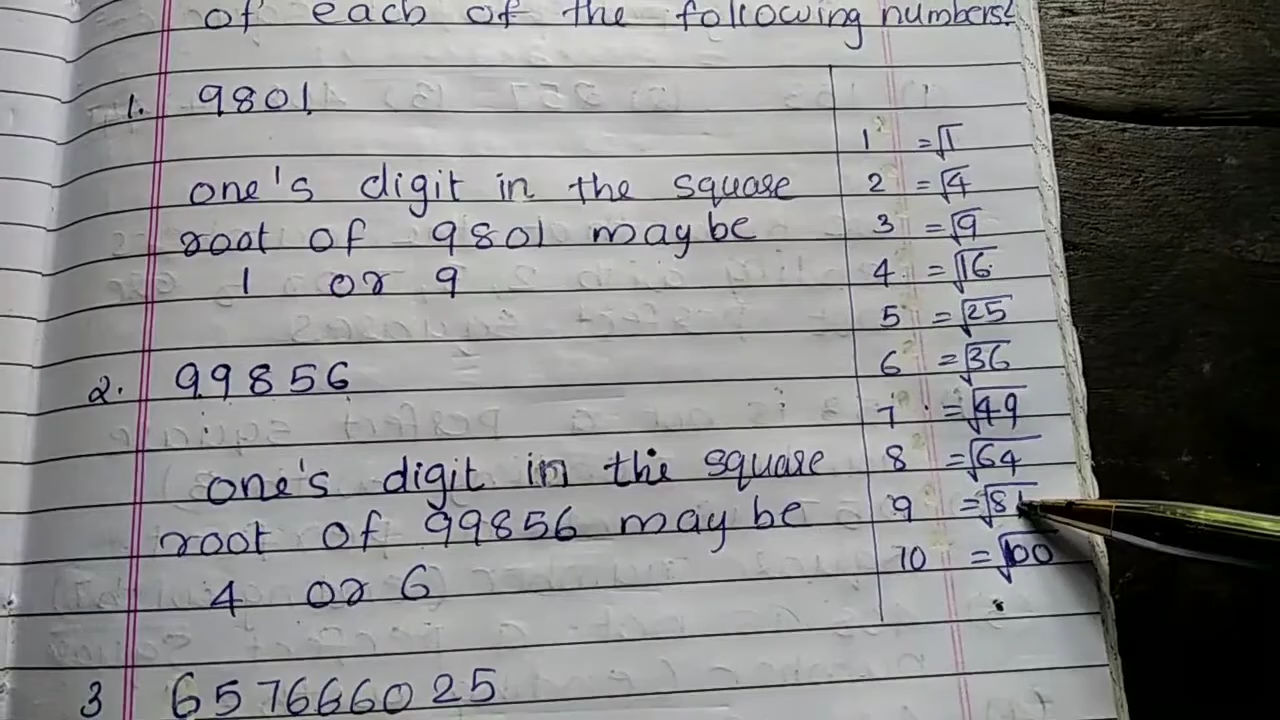 of each of the following numbers?
1. 9801
one's digit in the square
root of 9801 may be
1 or 9
2. 99856
one's digit in the square
root of 99856 may be
4 or 6
3 657666025
1 =√1
2 =√4
3 =√9
4 =√16
5 =√25
6 =√36
7 =√49
8 =√64
9 =√81
10 =√100